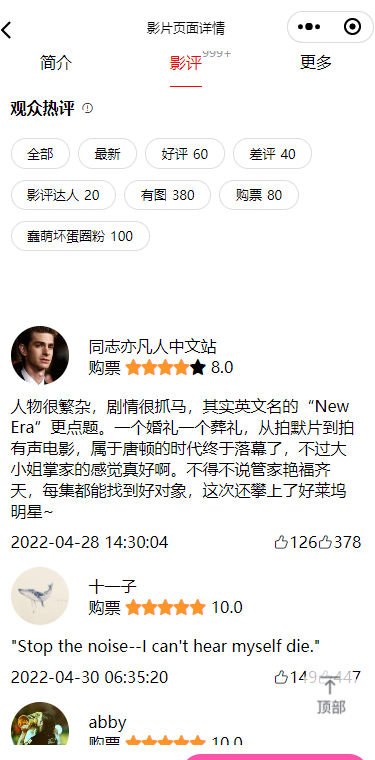 影片页面详情
999+
简介 影评 更多
观众热评
全部 最新 好评 60 差评 40
影评达人 20 有图 380 购票 80
蠢萌坏蛋圈粉 100
同志亦凡人中文站
购票 8.0
人物很繁杂，剧情很抓马，其实英文名的“New
Era”更点题。一个婚礼一个葬礼，从拍默片到拍
有声电影，属于唐顿的时代终于落幕了，不过大
小姐掌家的感觉真好啊。不得不说管家艳福齐
天，每集都能找到好对象，这次还攀上了好莱坞
明星~
2022-04-28 14:30:04 126 378
十一子
购票 10.0
"Stop the noise--I can't hear myself die."
2022-04-30 06:35:20 149 447
顶部
abby
购票 10.0